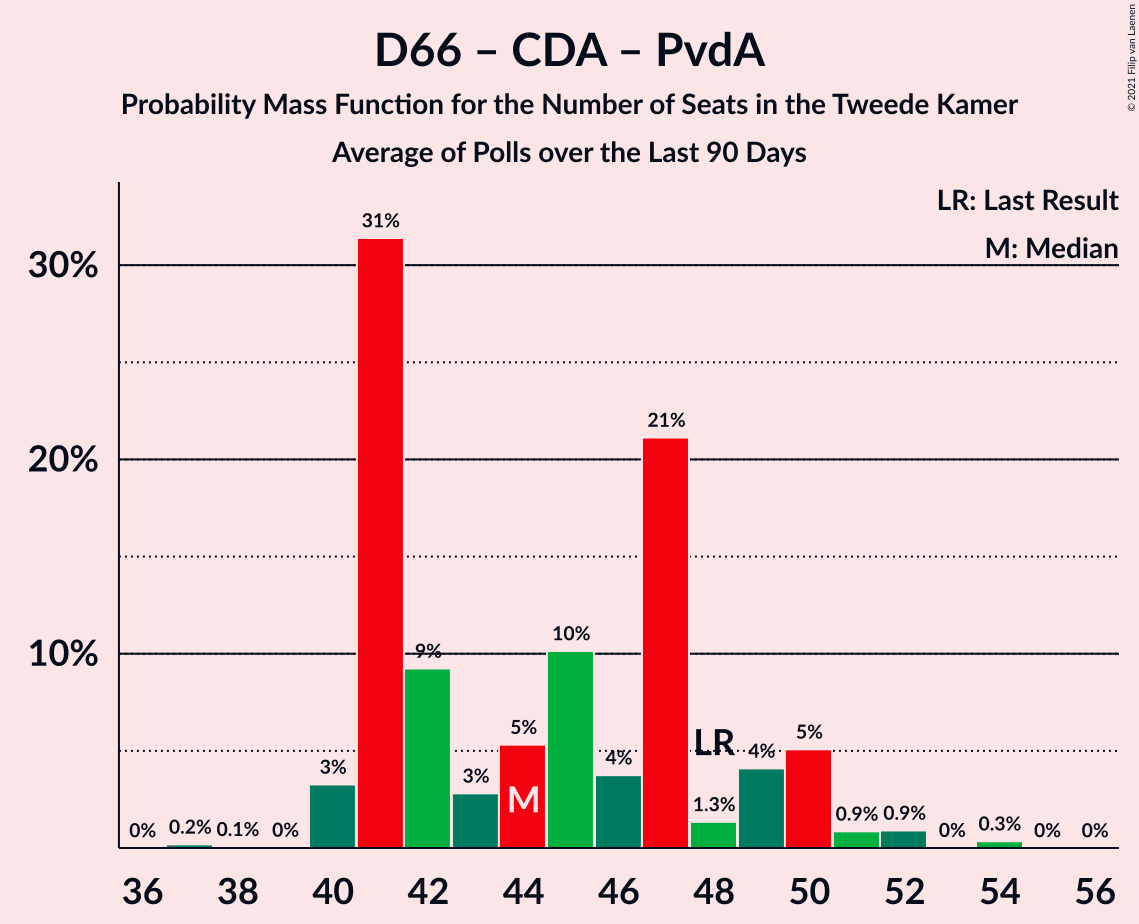 D66 – CDA – PvdA
Probability Mass Function for the Number of Seats in the Tweede Kamer
Average of Polls over the Last 90 Days
© 2021 Filip van Laenen
LR: Last Result
M: Median
30%
20%
10%
0%
0.2%
0.1%
0%
3%
31%
9%
3%
5%
M
10%
4%
21%
LR
1.3%
4%
5%
0.9%
0.9%
0%
0.3%
0%
0%
36 38 40 42 44 46 48 50 52 54 56